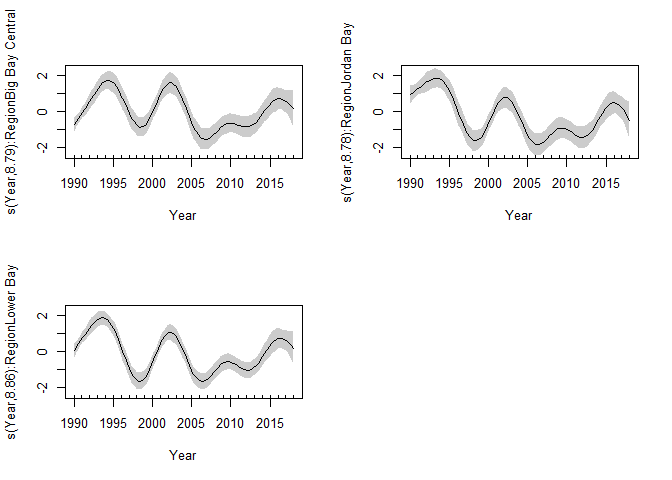 s(Year,8.79):RegionBig Bay Central
2
0
-2
1990 1995 2000 2005 2010 2015
Year
s(Year,8.78):RegionJordan Bay
2
0
-2
1990 1995 2000 2005 2010 2015
Year
s(Year,8.86):RegionLower Bay
2
0
-2
1990 1995 2000 2005 2010 2015
Year